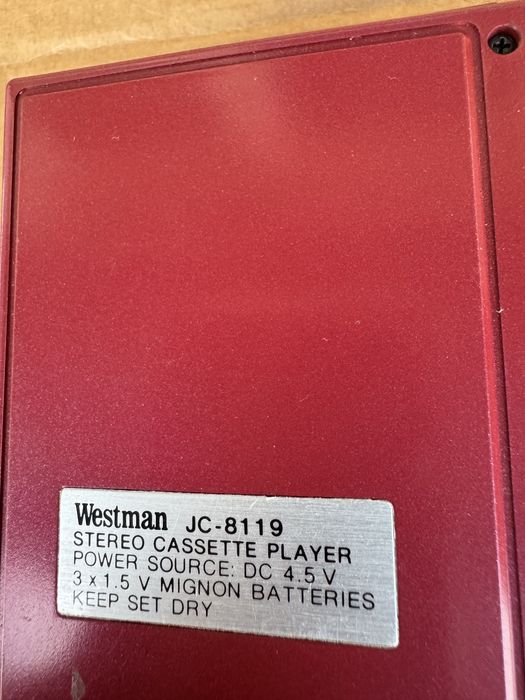 Westman JC-8119
STEREO CASSETTE PLAYER
POWER SOURCE: DC 4.5 V
3 x 1.5 V MIGNON BATTERIES
KEEP SET DRY